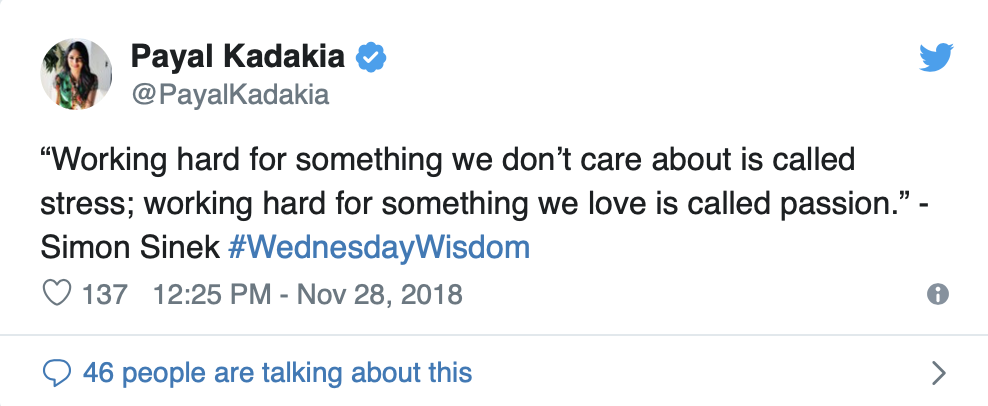 Payal Kadakia
@PayalKadakia
“Working hard for something we don’t care about is called
stress; working hard for something we love is called passion.” -
Simon Sinek #WednesdayWisdom
137 12:25 PM - Nov 28, 2018
46 people are talking about this